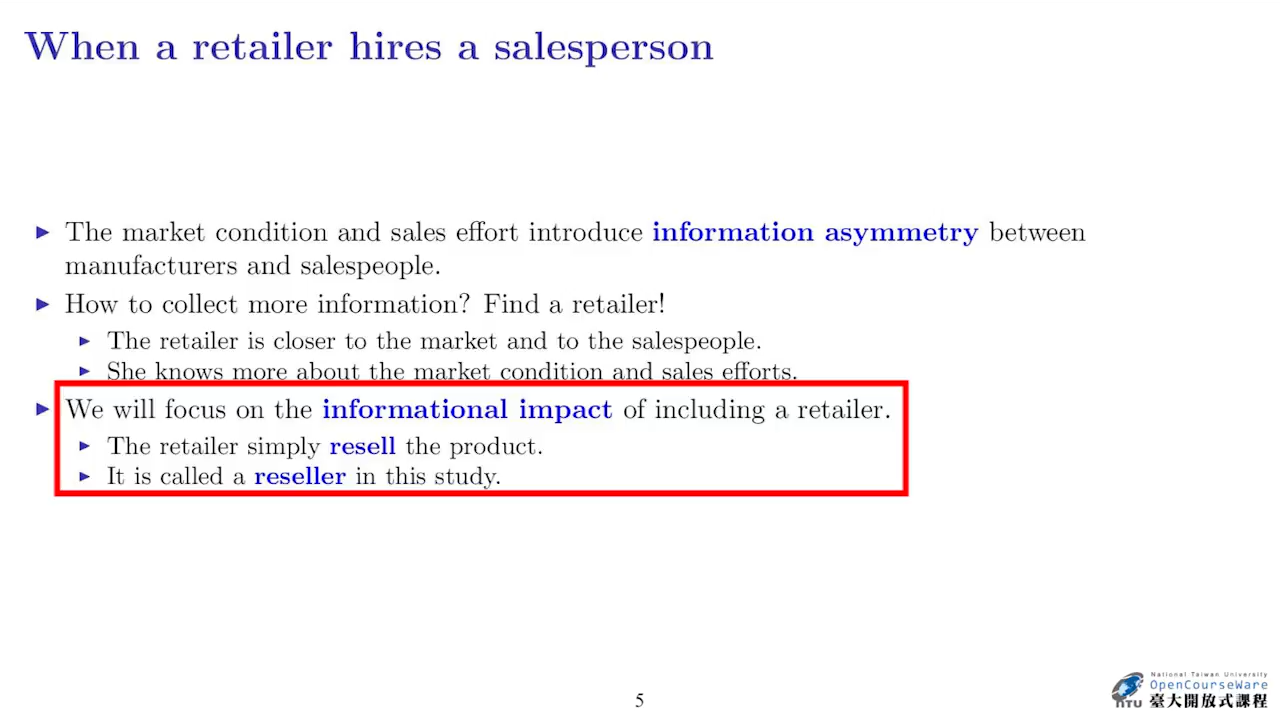 When a retailer hires a salesperson
The market condition and sales effort introduce information asymmetry between
manufacturers and salespeople.
How to collect more information? Find a retailer!
The retailer is closer to the market and to the salespeople.
She knows more about the market condition and sales efforts.
We will focus on the informational impact of including a retailer.
The retailer simply resell the product.
It is called a reseller in this study.
5
National Taiwan University
OpenCourseWare
NTU 臺大開放式課程